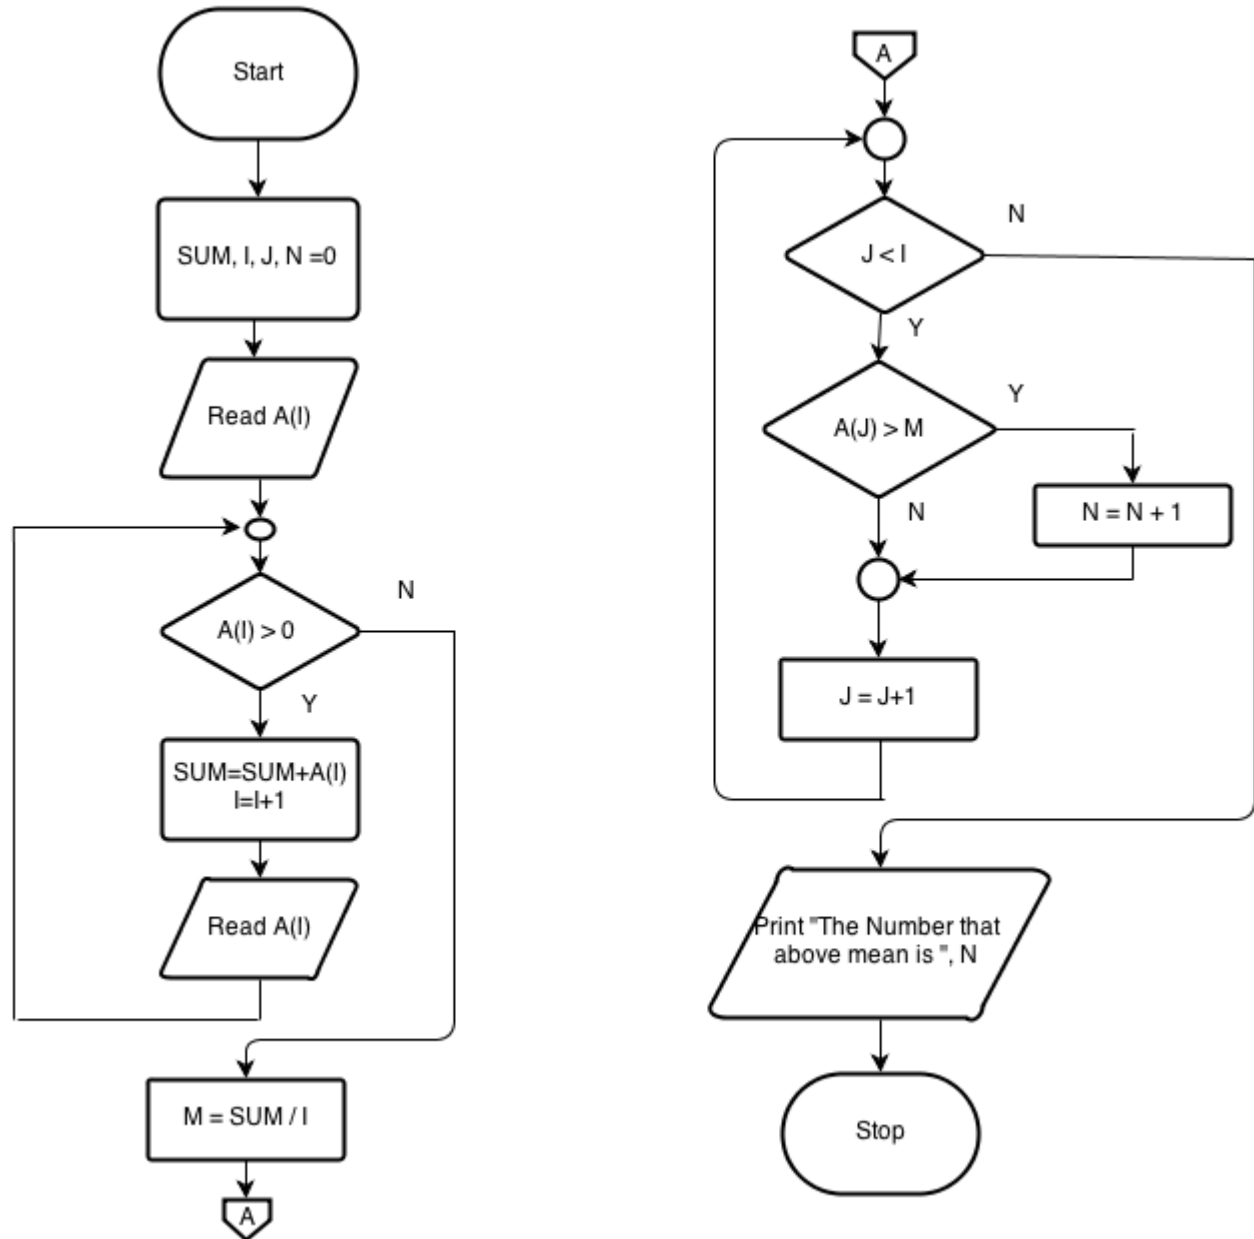 Start
SUM, I, J, N =0
Read A(I)
A(I) > 0
N
Y
SUM=SUM+A(I)
I=I+1
Read A(I)
M = SUM / I
A
A
J < I
N
Y
A(J) > M
Y
N
N = N + 1
J = J+1
Print "The Number that
above mean is ", N
Stop